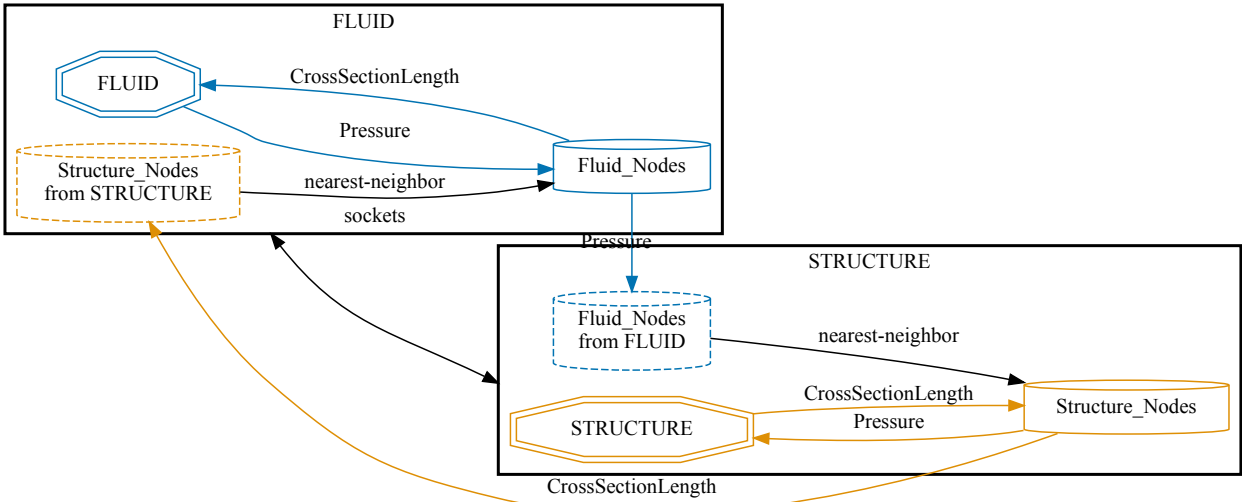 FLUID
FLUID
CrossSectionLength
Pressure
Structure_Nodes
from STRUCTURE
nearest-neighbor
sockets
Fluid_Nodes
Pressure
STRUCTURE
Fluid_Nodes
from FLUID
nearest-neighbor
STRUCTURE
CrossSectionLength
Pressure
Structure_Nodes
CrossSectionLength